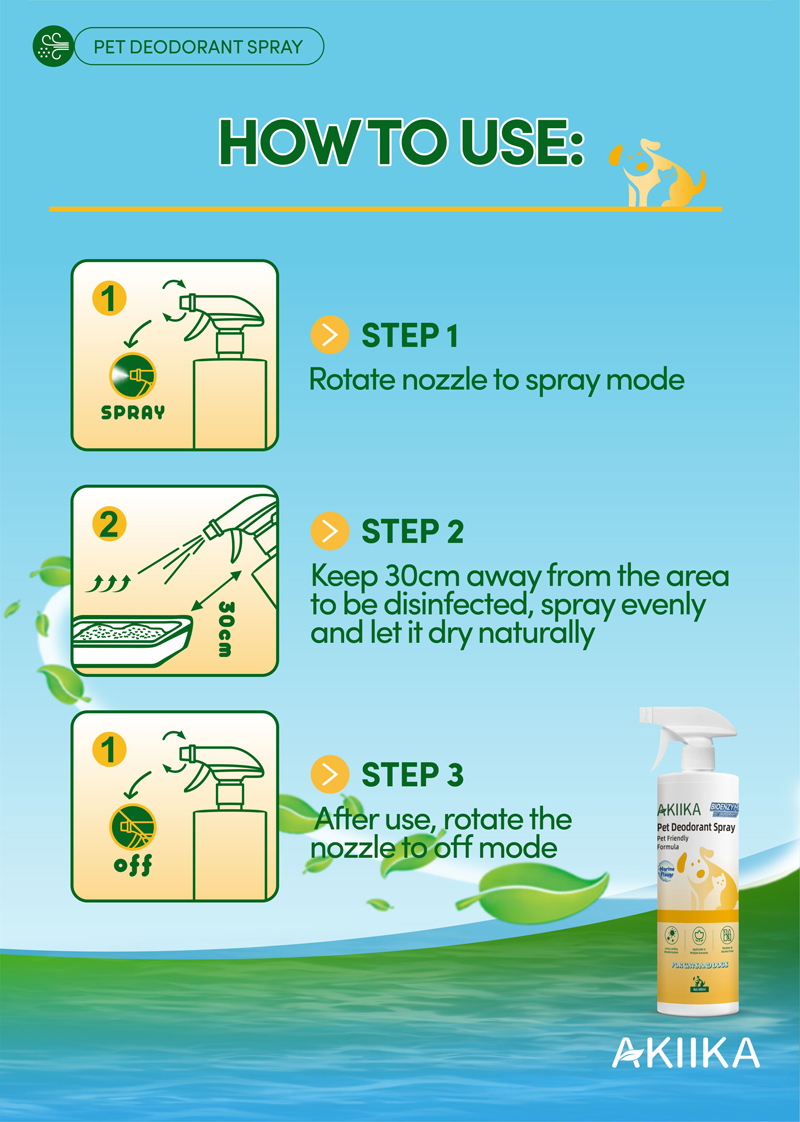 PET DEODORANT SPRAY
HOW TO USE:
1
SPRAY
STEP 1
Rotate nozzle to spray mode
2
30cm
STEP 2
Keep 30cm away from the area
to be disinfected, spray evenly
and let it dry naturally
1
off
STEP 3
After use, rotate the
nozzle to off mode
AKIIKA
Pet Deodorant Spray
Pet Friendly
Formula
FOR CATS AND DOGS
AKIIKA